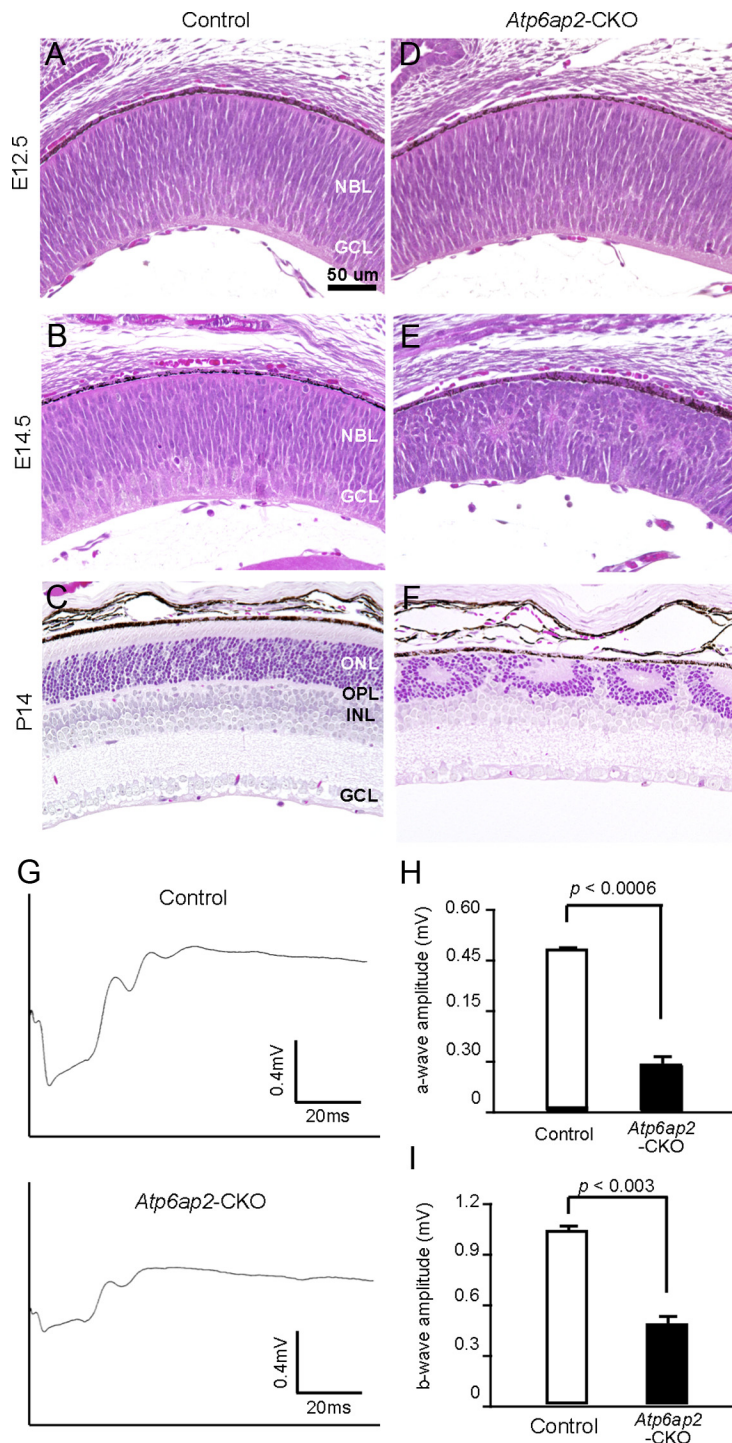 Control
Atp6ap2-CKO
A
D
E12.5
NBL
GCL
50 um
B
E
E14.5
NBL
GCL
C
F
P14
ONL
OPL
INL
GCL
G
Control
0.4mV
20ms
Atp6ap2-CKO
0.4mV
20ms
H
p < 0.0006
a-wave amplitude (mV)
0.60
0.45
0.15
0.30
0
Control
Atp6ap2
-CKO
I
p < 0.003
b-wave amplitude (mV)
1.2
0.9
0.6
0.3
0
Control
Atp6ap2
-CKO